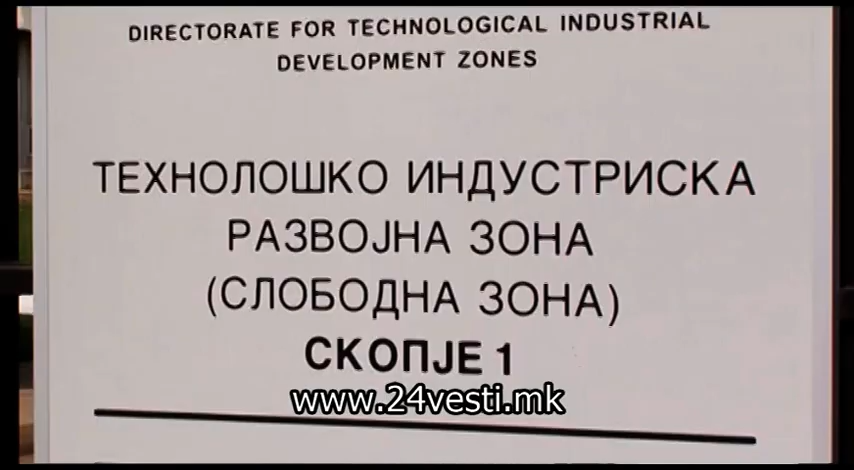 DIRECTORATE FOR TECHNOLOGICAL INDUSTRIAL
DEVELOPMENT ZONES
ТЕХНОЛОШКО ИНДУСТРИСКА
РАЗВОЈНА ЗОНА
(СЛОБОДНА ЗОНА)
СКОПЈЕ 1
www.24vesti.mk